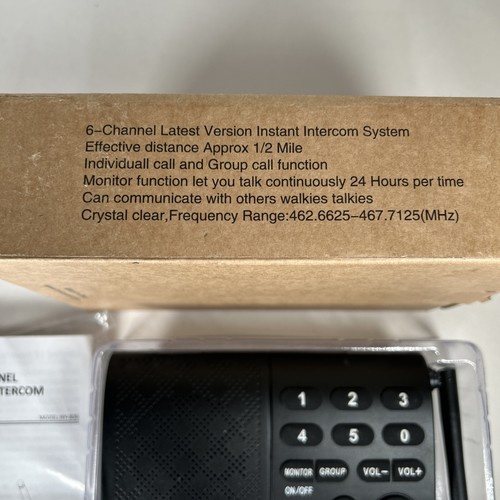 6-Channel Latest Version Instant Intercom System
Effective distance Approx 1/2 Mile
Individuall call and Group call function
Monitor function let you talk continuously 24 Hours per time
Can communicate with others walkies talkies
Crystal clear,Frequency Range:462.6625-467.7125(MHz)
NEL
TERCOM
1 2 3
4 5 0
MONITOR GROUP VOL- VOL+
ON/OFF